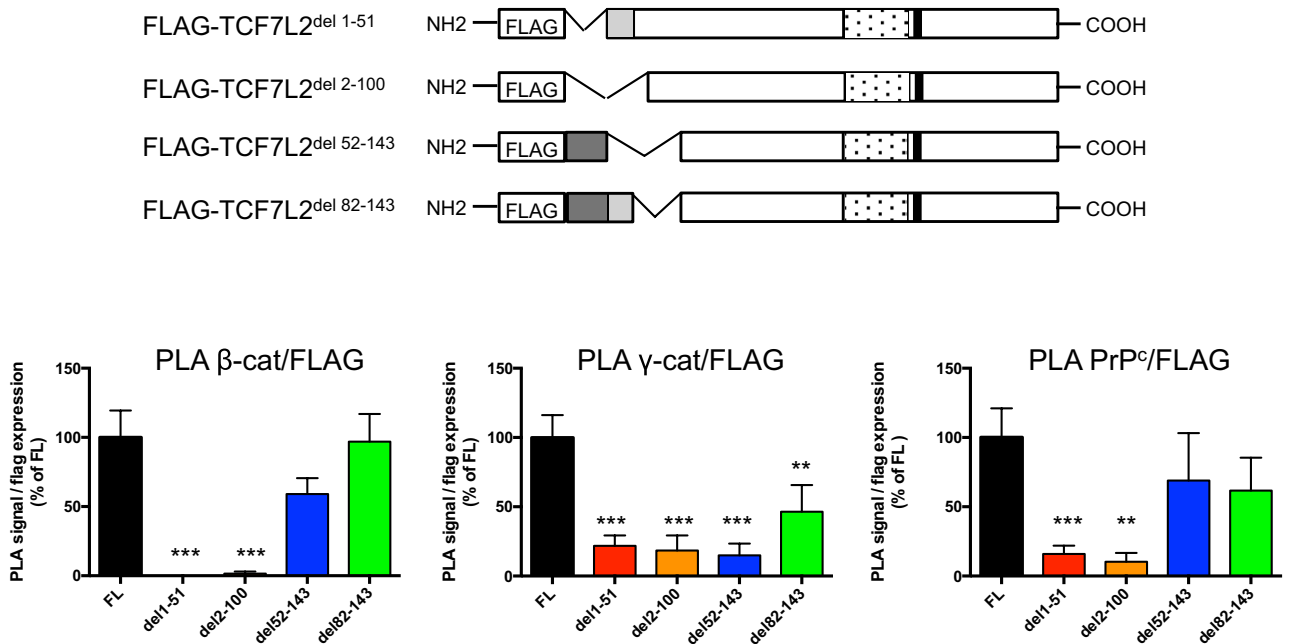 FLAG-TCF7L2del 1-51 NH2 FLAG COOH
FLAG-TCF7L2del 2-100 NH2 FLAG COOH
FLAG-TCF7L2del 52-143 NH2 FLAG COOH
FLAG-TCF7L2del 82-143 NH2 FLAG COOH
PLA β-cat/FLAG
PLA signal / flag expression
(% of FL)
150
100
50
0
*** ***
FL del1-51 del2-100 del52-143 del82-143
PLA γ-cat/FLAG
PLA signal / flag expression
(% of FL)
150
100
50
0
*** *** *** **
FL del1-51 del2-100 del52-143 del82-143
PLA PrPc/FLAG
PLA signal / flag expression
(% of FL )
150
100
50
0
*** **
FL del1-51 del2-100 del52-143 del82-143